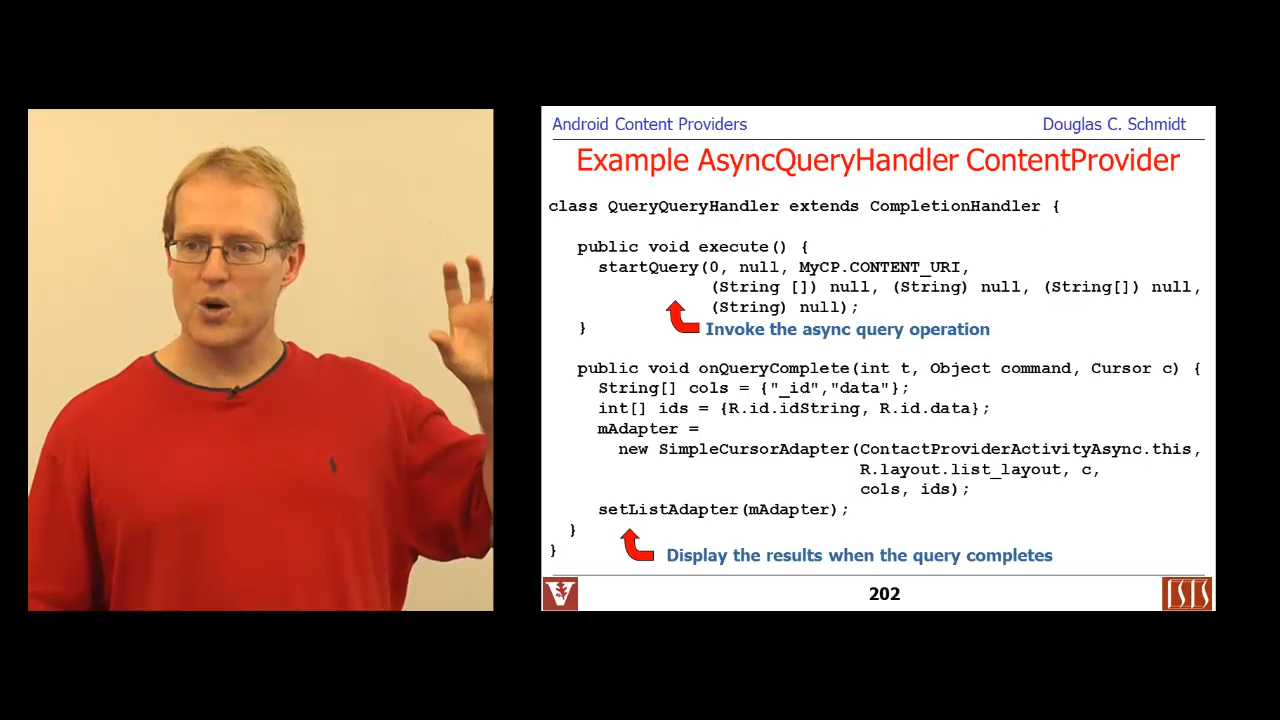 Android Content Providers Douglas C. Schmidt
Example AsyncQueryHandler ContentProvider
class QueryQueryHandler extends CompletionHandler {
public void execute() {
startQuery(0, null, MyCP.CONTENT_URI,
(String []) null, (String) null, (String[]) null,
(String) null);
}
Invoke the async query operation
public void onQueryComplete(int t, Object command, Cursor c) {
String[] cols = {"_id","data"};
int[] ids = {R.id.idString, R.id.data};
mAdapter =
new SimpleCursorAdapter(ContactProviderActivityAsync.this,
R.layout.list_layout, c,
cols, ids);
setListAdapter(mAdapter);
}
}
Display the results when the query completes
V
202
ISIS